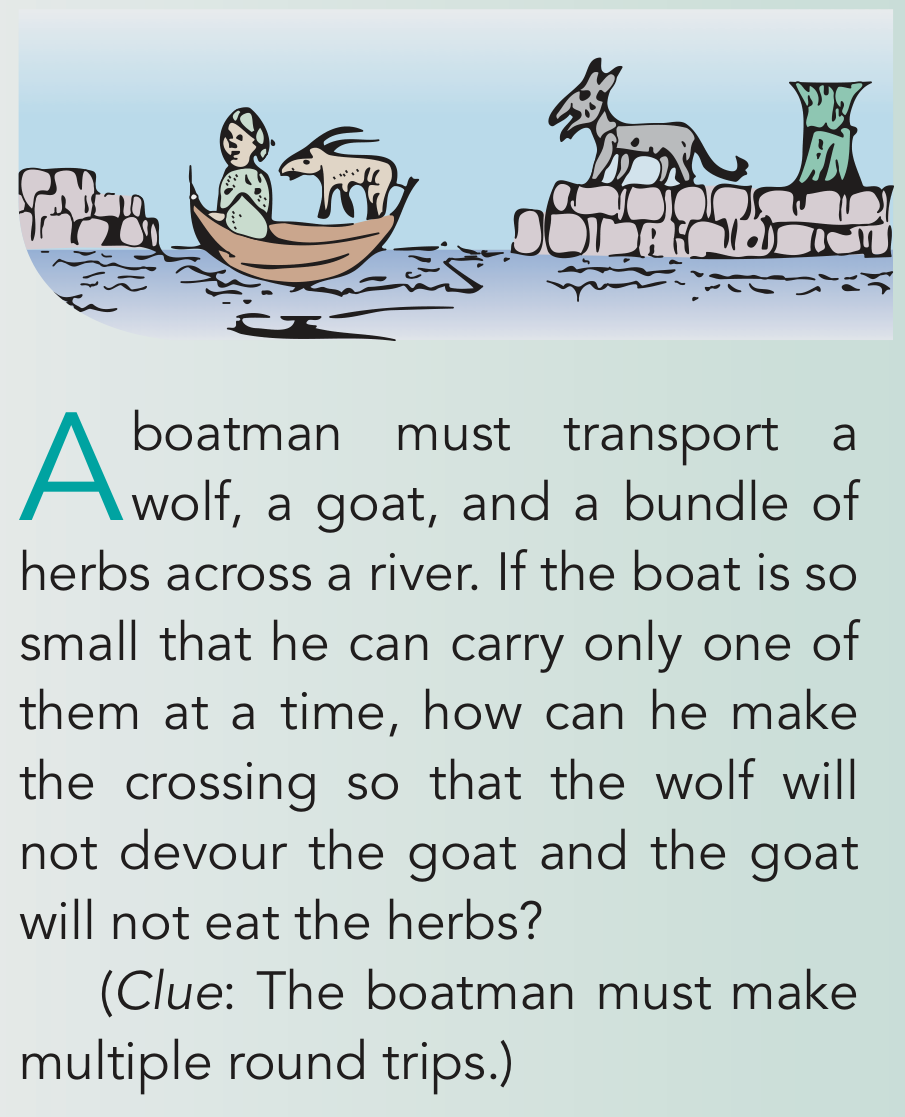 A boatman must transport a
wolf, a goat, and a bundle of
herbs across a river. If the boat is so
small that he can carry only one of
them at a time, how can he make
the crossing so that the wolf will
not devour the goat and the goat
will not eat the herbs?
(Clue: The boatman must make
multiple round trips.)